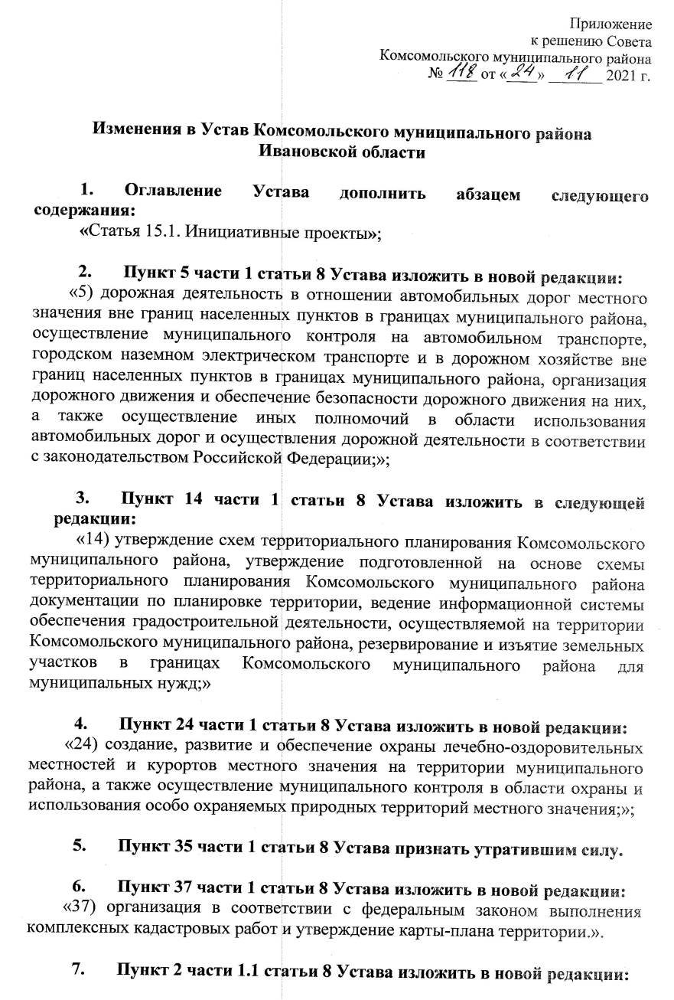 Приложение
к решению Совета
Комсомольского муниципального района
№ 118 от «24» 11 2021 г.
Изменения в Устав Комсомольского муниципального района
Ивановской области
1. Оглавление Устава дополнить абзацем следующего
содержания:
«Статья 15.1. Инициативные проекты»;
2. Пункт 5 части 1 статьи 8 Устава изложить в новой редакции:
«5) дорожная деятельность в отношении автомобильных дорог местного
значения вне границ населенных пунктов в границах муниципального района,
осуществление муниципального контроля на автомобильном транспорте,
городском наземном электрическом транспорте и в дорожном хозяйстве вне
границ населенных пунктов в границах муниципального района, организация
дорожного движения и обеспечение безопасности дорожного движения на них,
а также осуществление иных полномочий в области использования
автомобильных дорог и осуществления дорожной деятельности в соответствии
с законодательством Российской Федерации;»;
3. Пункт 14 части 1 статьи 8 Устава изложить в следующей
редакции:
«14) утверждение схем территориального планирования Комсомольского
муниципального района, утверждение подготовленной на основе схемы
территориального планирования Комсомольского муниципального района
документации по планировке территории, ведение информационной системы
обеспечения градостроительной деятельности, осуществляемой на территории
Комсомольского муниципального района, резервирование и изъятие земельных
участков в границах Комсомольского муниципального района для
муниципальных нужд;»
4. Пункт 24 части 1 статьи 8 Устава изложить в новой редакции:
«24) создание, развитие и обеспечение охраны лечебно-оздоровительных
местностей и курортов местного значения на территории муниципального
района, а также осуществление муниципального контроля в области охраны и
использования особо охраняемых природных территорий местного значения;»;
5. Пункт 35 части 1 статьи 8 Устава признать утратившим силу.
6. Пункт 37 части 1 статьи 8 Устава изложить в новой редакции:
«37) организация в соответствии с федеральным законом выполнения
комплексных кадастровых работ и утверждение карты-плана территории.».
7. Пункт 2 части 1.1 статьи 8 Устава изложить в новой редакции: